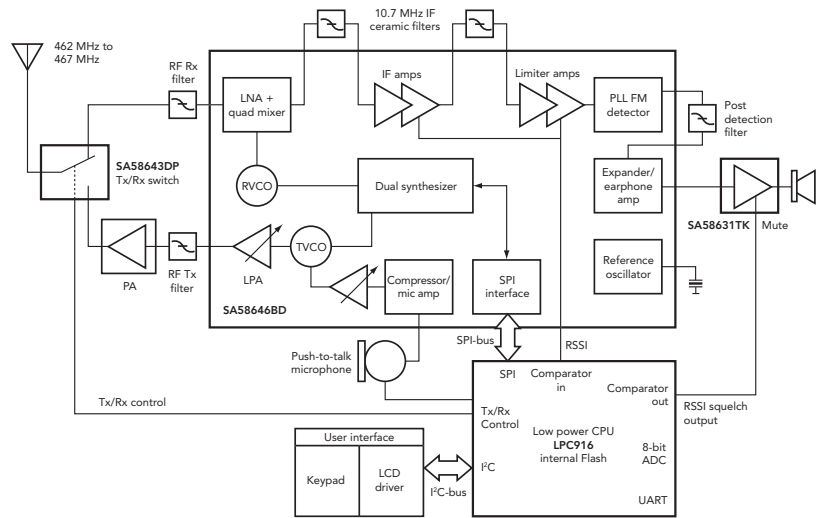 10.7 MHz IF
ceramic filters
462 MHz to
467 MHz
RF Rx
filter
IF amps
Limiter amps
LNA +
quad mixer
PLL FM
detector
Post
detection
filter
SA58643DP
Tx/Rx switch
RVCO
Dual synthesizer
Expander/
earphone
amp
SA58631TK Mute
PA
RF Tx
filter
LPA
TVCO
Compressor/
mic amp
SPI
interface
Reference
oscillator
SA58646BD
SPI-bus
RSSI
Push-to-talk
microphone
SPI
Comparator
in
Comparator
out
RSSI squelch
output
Tx/Rx control
Tx/Rx
Control
Low power CPU
LPC916
internal Flash
8-bit
ADC
UART
I²C
I²C-bus
User interface
Keypad
LCD
driver